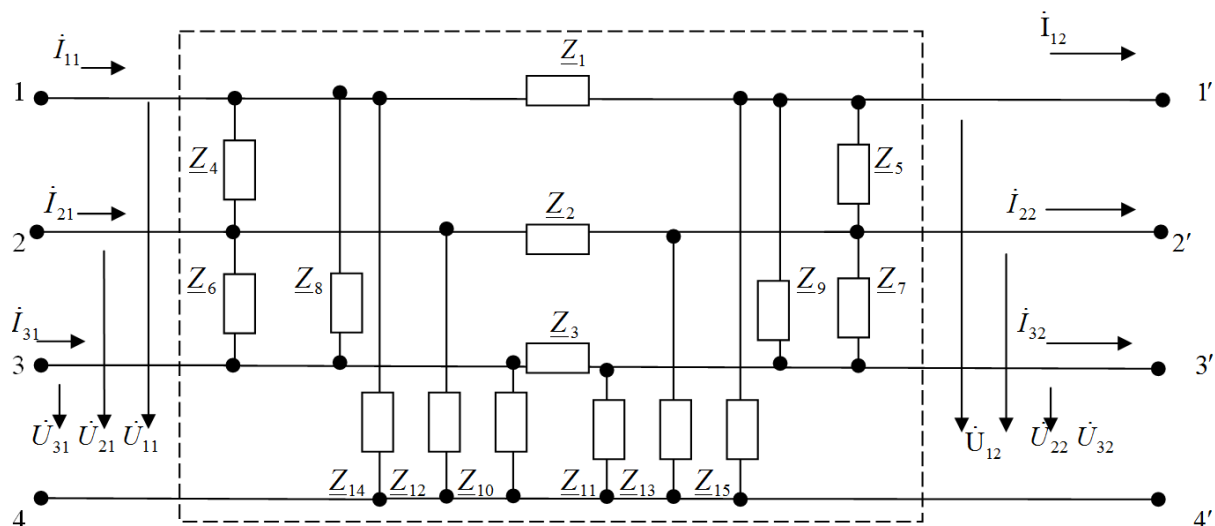 İ₁₁ İ₁₂
Z₁
1 1′
Z₄ Z₅
İ₂₁ Z₂ İ₂₂
2 2′
Z₆ Z₈ Z₉ Z₇
İ₃₁ Z₃ İ₃₂
3 3′
U̇₃₁ U̇₂₁ U̇₁₁ U̇₁₂ U̇₂₂ U̇₃₂
Z₁₄ Z₁₂ Z₁₀ Z₁₁ Z₁₃ Z₁₅
4 4′